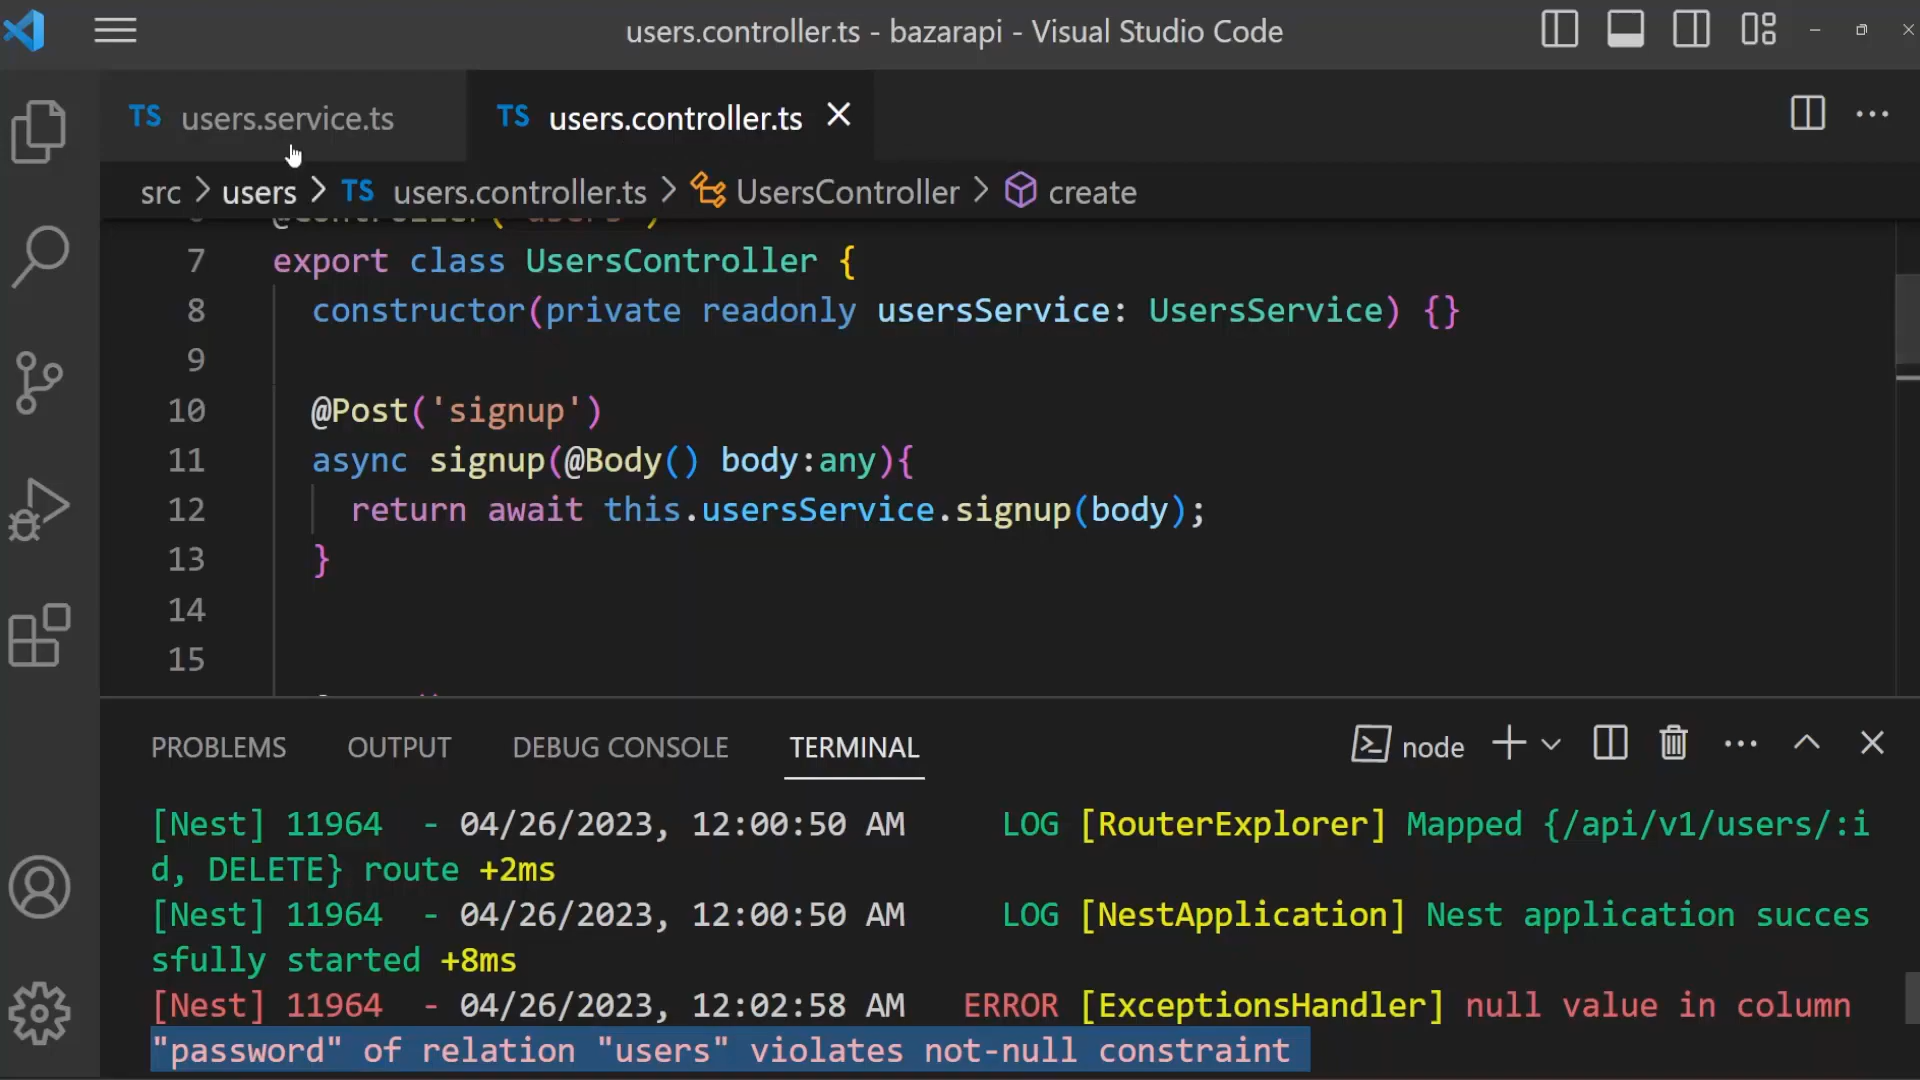 users.controller.ts - bazarapi - Visual Studio Code
TS users.service.ts
TS users.controller.ts
src > users > TS users.controller.ts > UsersController > create
6 @Controller('users')
7 export class UsersController {
8 constructor(private readonly usersService: UsersService) {}
9
10 @Post('signup')
11 async signup(@Body() body:any){
12 return await this.usersService.signup(body);
13 }
14
15
PROBLEMS OUTPUT DEBUG CONSOLE TERMINAL node
[Nest] 11964 - 04/26/2023, 12:00:50 AM LOG [RouterExplorer] Mapped {/api/v1/users/:i
d, DELETE} route +2ms
[Nest] 11964 - 04/26/2023, 12:00:50 AM LOG [NestApplication] Nest application succes
sfully started +8ms
[Nest] 11964 - 04/26/2023, 12:02:58 AM ERROR [ExceptionsHandler] null value in column
"password" of relation "users" violates not-null constraint